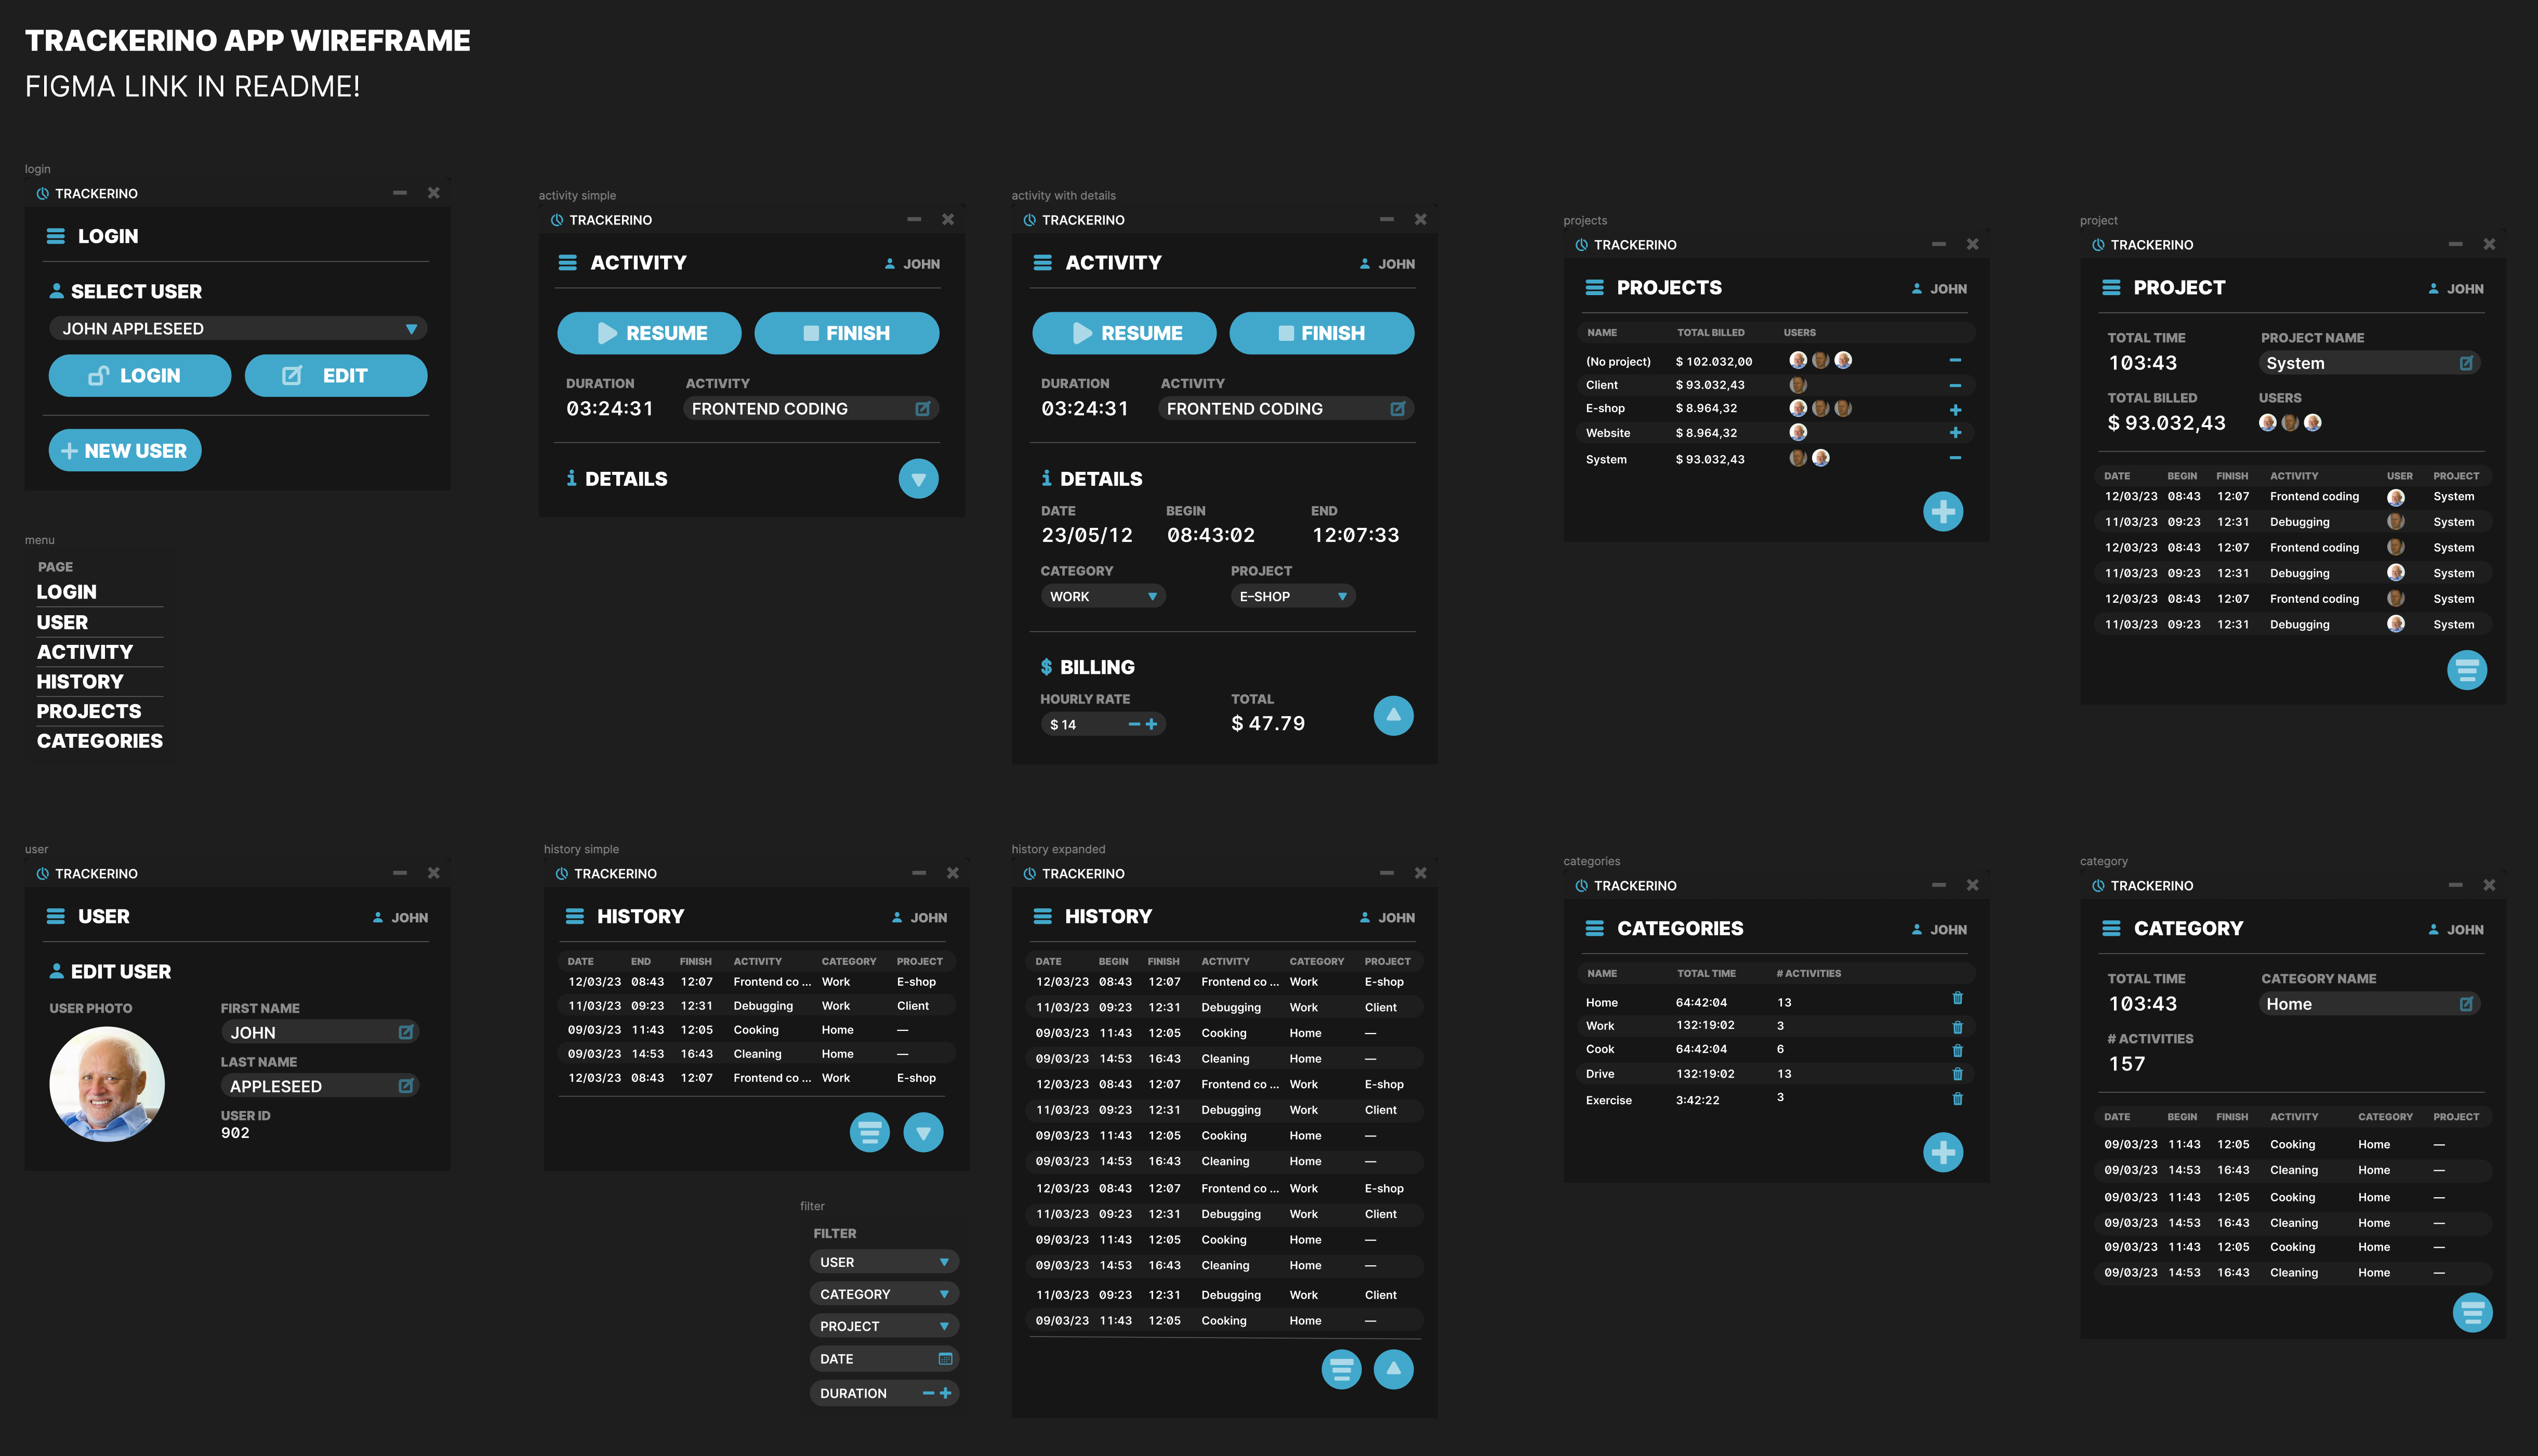 TRACKERINO APP WIREFRAME
FIGMA LINK IN README!
login
TRACKERINO
LOGIN
SELECT USER
JOHN APPLESEED
LOGIN EDIT
NEW USER
menu
PAGE
LOGIN
USER
ACTIVITY
HISTORY
PROJECTS
CATEGORIES
activity simple
TRACKERINO
ACTIVITY JOHN
RESUME FINISH
DURATION ACTIVITY
03:24:31 FRONTEND CODING
DETAILS
activity with details
TRACKERINO
ACTIVITY JOHN
RESUME FINISH
DURATION ACTIVITY
03:24:31 FRONTEND CODING
DETAILS
DATE BEGIN END
23/05/12 08:43:02 12:07:33
CATEGORY PROJECT
WORK E-SHOP
$ BILLING
HOURLY RATE TOTAL
$ 14 $ 47.79
projects
TRACKERINO
PROJECTS JOHN
NAME TOTAL BILLED USERS
(No project) $ 102.032,00
Client $ 93.032,43
E-shop $ 8.964,32
Website $ 8.964,32
System $ 93.032,43
project
TRACKERINO
PROJECT JOHN
TOTAL TIME PROJECT NAME
103:43 System
TOTAL BILLED USERS
$ 93.032,43
DATE BEGIN FINISH ACTIVITY USER PROJECT
12/03/23 08:43 12:07 Frontend coding System
11/03/23 09:23 12:31 Debugging System
12/03/23 08:43 12:07 Frontend coding System
11/03/23 09:23 12:31 Debugging System
12/03/23 08:43 12:07 Frontend coding System
11/03/23 09:23 12:31 Debugging System
user
TRACKERINO
USER JOHN
EDIT USER
USER PHOTO FIRST NAME
JOHN
LAST NAME
APPLESEED
USER ID
902
history simple
TRACKERINO
HISTORY JOHN
DATE END FINISH ACTIVITY CATEGORY PROJECT
12/03/23 08:43 12:07 Frontend co ... Work E-shop
11/03/23 09:23 12:31 Debugging Work Client
09/03/23 11:43 12:05 Cooking Home —
09/03/23 14:53 16:43 Cleaning Home —
12/03/23 08:43 12:07 Frontend co ... Work E-shop
filter
FILTER
USER
CATEGORY
PROJECT
DATE
DURATION
history expanded
TRACKERINO
HISTORY JOHN
DATE BEGIN FINISH ACTIVITY CATEGORY PROJECT
12/03/23 08:43 12:07 Frontend co ... Work E-shop
11/03/23 09:23 12:31 Debugging Work Client
09/03/23 11:43 12:05 Cooking Home —
09/03/23 14:53 16:43 Cleaning Home —
12/03/23 08:43 12:07 Frontend co ... Work E-shop
11/03/23 09:23 12:31 Debugging Work Client
09/03/23 11:43 12:05 Cooking Home —
09/03/23 14:53 16:43 Cleaning Home —
12/03/23 08:43 12:07 Frontend co ... Work E-shop
11/03/23 09:23 12:31 Debugging Work Client
09/03/23 11:43 12:05 Cooking Home —
09/03/23 14:53 16:43 Cleaning Home —
11/03/23 09:23 12:31 Debugging Work Client
09/03/23 11:43 12:05 Cooking Home —
categories
TRACKERINO
CATEGORIES JOHN
NAME TOTAL TIME # ACTIVITIES
Home 64:42:04 13
Work 132:19:02 3
Cook 64:42:04 6
Drive 132:19:02 13
Exercise 3:42:22 3
category
TRACKERINO
CATEGORY JOHN
TOTAL TIME CATEGORY NAME
103:43 Home
# ACTIVITIES
157
DATE BEGIN FINISH ACTIVITY CATEGORY PROJECT
09/03/23 11:43 12:05 Cooking Home —
09/03/23 14:53 16:43 Cleaning Home —
09/03/23 11:43 12:05 Cooking Home —
09/03/23 14:53 16:43 Cleaning Home —
09/03/23 11:43 12:05 Cooking Home —
09/03/23 14:53 16:43 Cleaning Home —